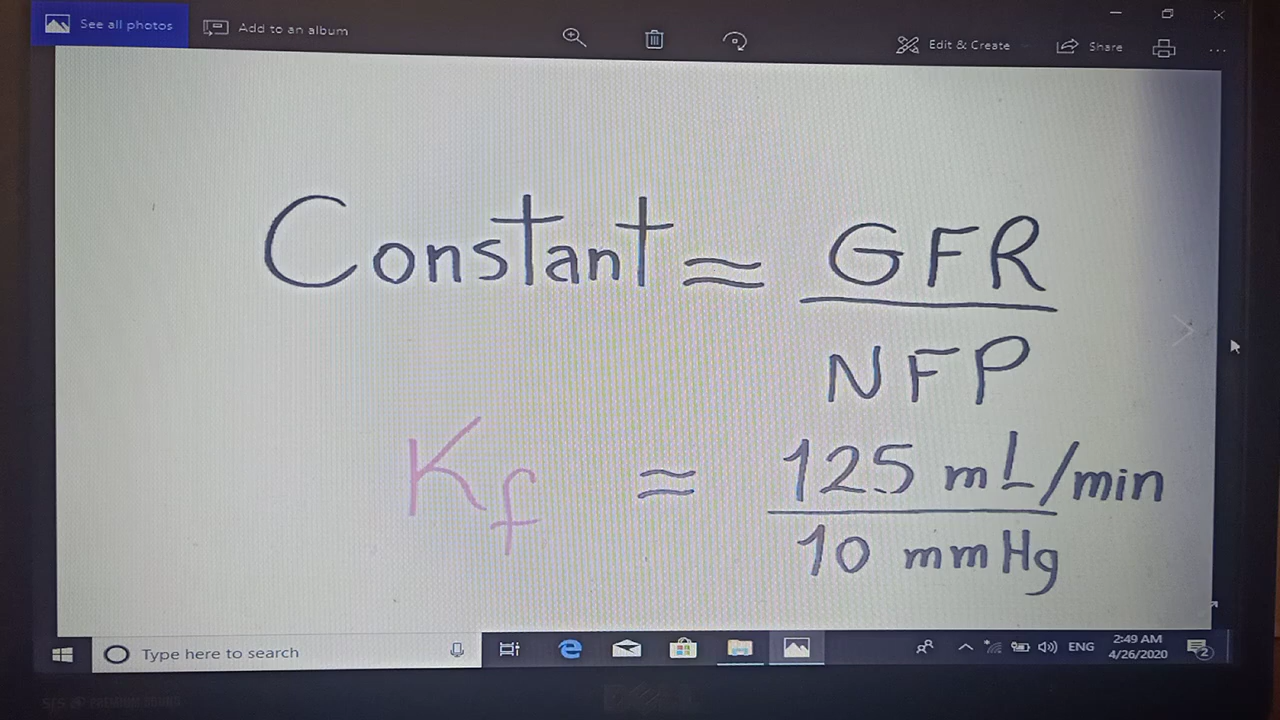 See all photos
Add to an album
Edit & Create
Share
Constant ≈ GFR
NFP
Kf ≈ 125 mL/min
10 mmHg
Type here to search
ENG
2:49 AM
4/26/2020
2